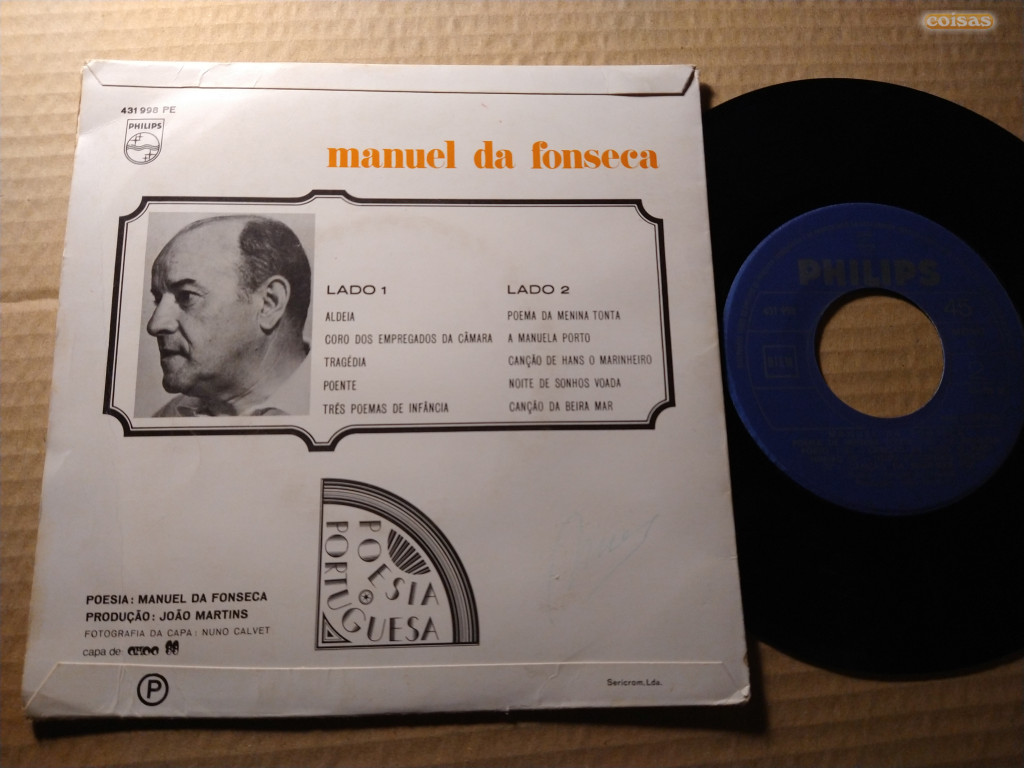 coisas
431 998 PE
PHILIPS
manuel da fonseca
LADO 1
ALDEIA
CORO DOS EMPREGADOS DA CÂMARA
TRAGÉDIA
POENTE
TRÊS POEMAS DE INFÂNCIA
LADO 2
POEMA DA MENINA TONTA
A MANUELA PORTO
CANÇÃO DE HANS O MARINHEIRO
NOITE DE SONHOS VOADA
CANÇÃO DA BEIRA MAR
POESIA
PORTUGUESA
POESIA: MANUEL DA FONSECA
PRODUÇÃO: JOÃO MARTINS
FOTOGRAFIA DA CAPA: NUNO CALVET
capa de:
P
Sericrom, Lda.
PHILIPS
45